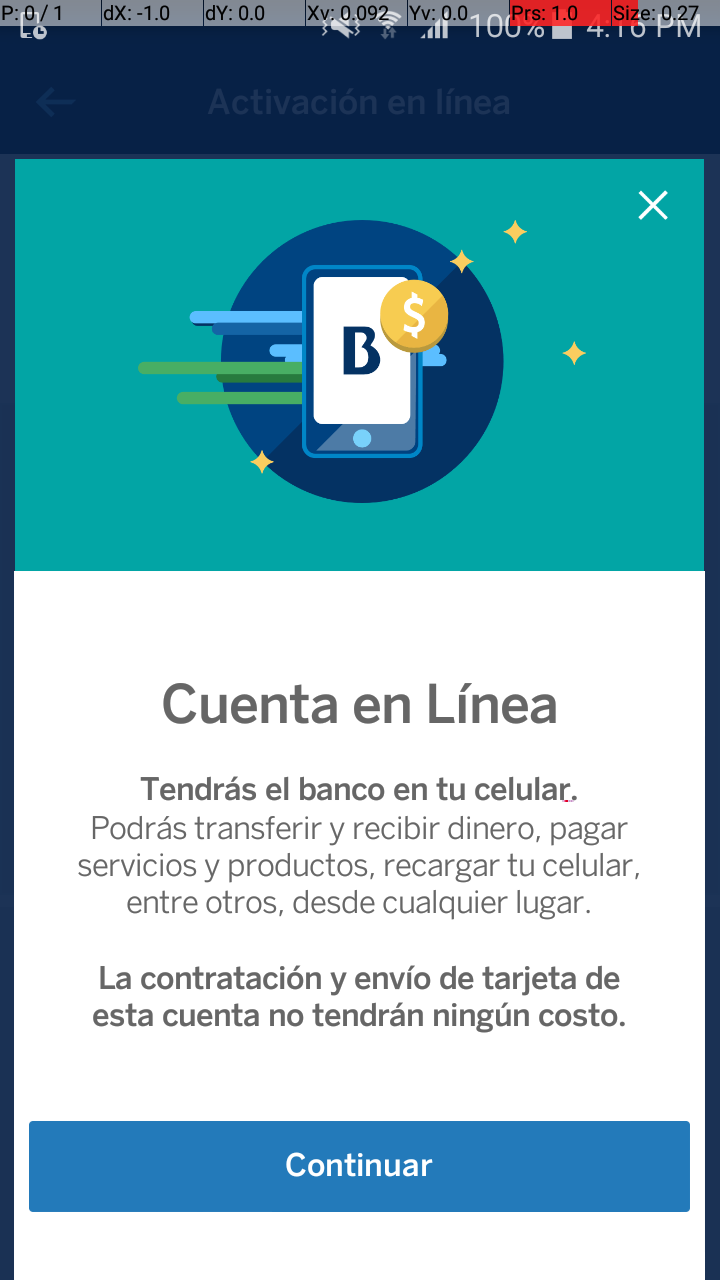 P: 0 / 1 dX: -1.0 dY: 0.0 Xv: 0.092 Yv: 0.0 Prs: 1.0 Size: 0.27
100% 4:16 PM
Activación en línea
$
B
Cuenta en Línea
Tendrás el banco en tu celular.
Podrás transferir y recibir dinero, pagar
servicios y productos, recargar tu celular,
entre otros, desde cualquier lugar.
La contratación y envío de tarjeta de
esta cuenta no tendrán ningún costo.
Continuar